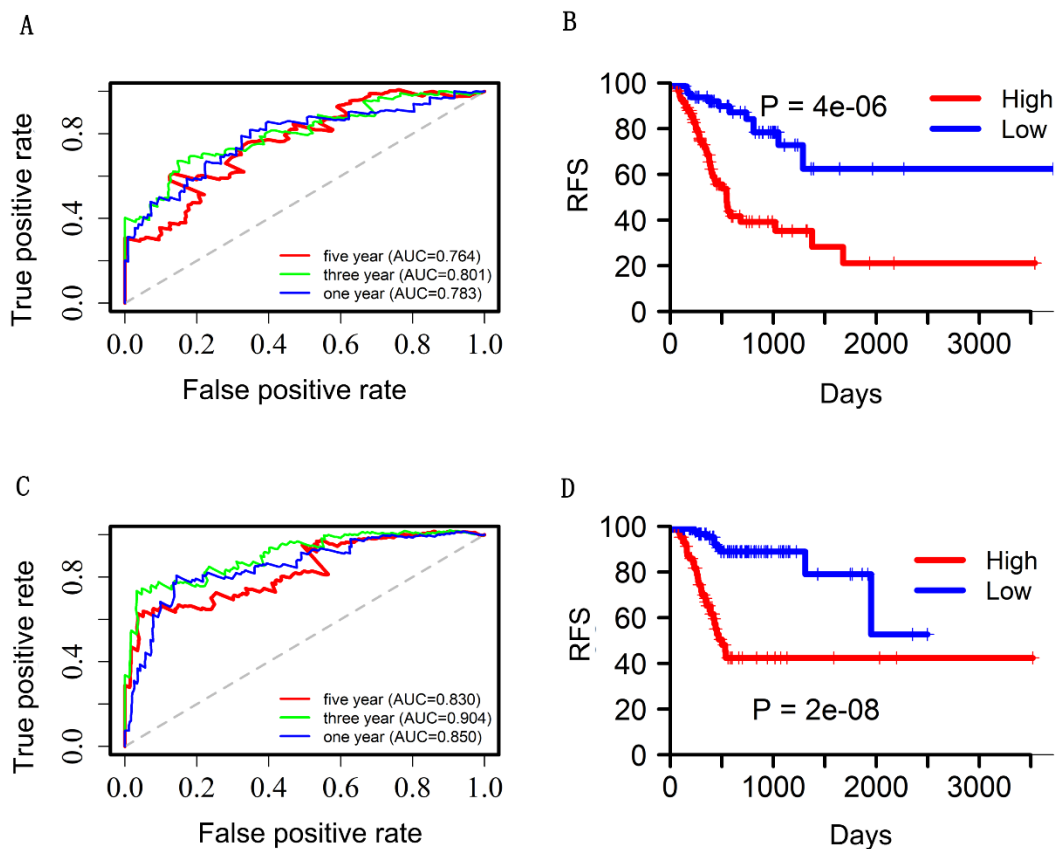 A
True positive rate
0.0 0.4 0.8
five year (AUC=0.764)
three year (AUC=0.801)
one year (AUC=0.783)
0.0 0.2 0.4 0.6 0.8 1.0
False positive rate
B
RFS
100
80
60
40
20
0
P = 4e-06
High
Low
0 1000 2000 3000
Days
C
True positive rate
0.0 0.4 0.8
five year (AUC=0.830)
three year (AUC=0.904)
one year (AUC=0.850)
0.0 0.2 0.4 0.6 0.8 1.0
False positive rate
D
RFS
100
80
60
40
20
0
High
Low
P = 2e-08
0 1000 2000 3000
Days